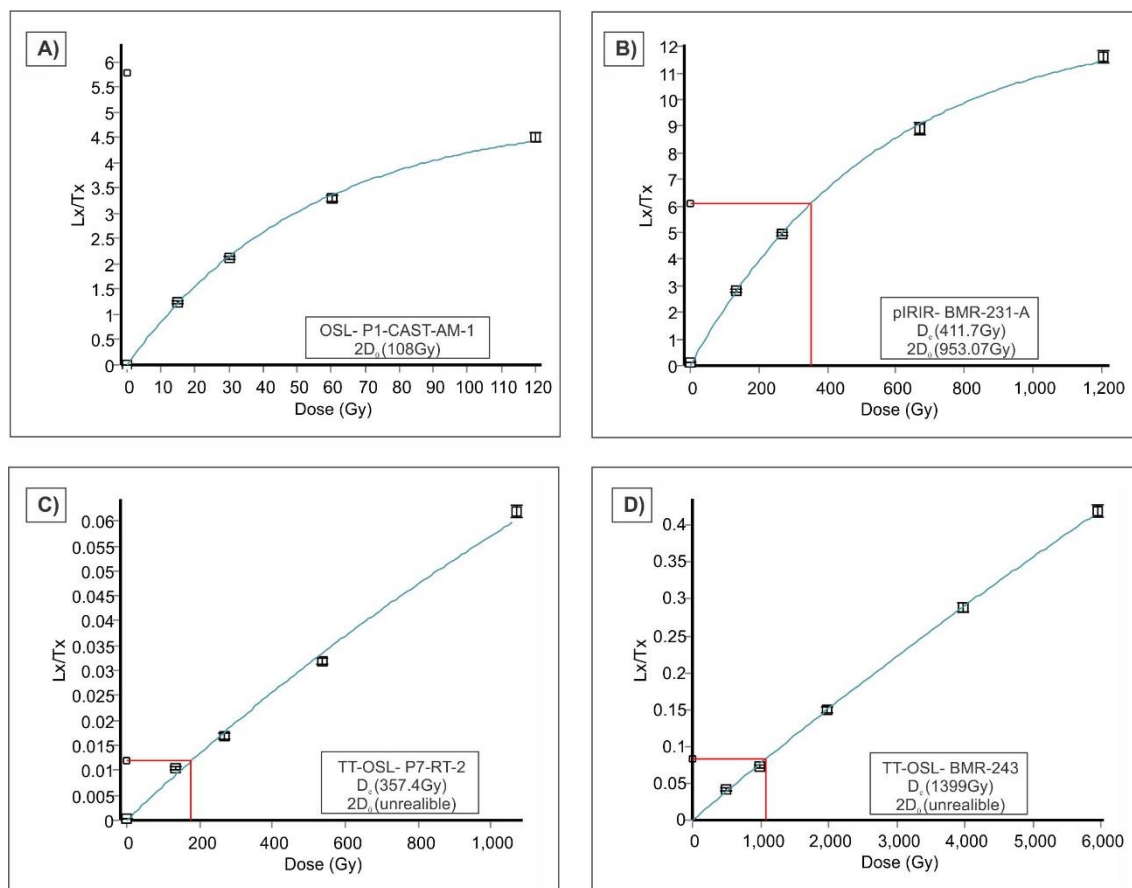 A)
Lx/Tx
6
5.5
5
4.5
4
3.5
3
2.5
2
1.5
1
0.5
0
0 10 20 30 40 50 60 70 80 90 100 110 120
Dose (Gy)
OSL- P1-CAST-AM-1
2D₀(108Gy)
B)
Lx/Tx
12
11
10
9
8
7
6
5
4
3
2
1
0
0 200 400 600 800 1,000 1,200
Dose (Gy)
pIRIR- BMR-231-A
Dₑ(411.7Gy)
2D₀(953.07Gy)
C)
Lx/Tx
0.06
0.055
0.05
0.045
0.04
0.035
0.03
0.025
0.02
0.015
0.01
0.005
0
0 200 400 600 800 1,000
Dose (Gy)
TT-OSL- P7-RT-2
Dₑ(357.4Gy)
2D₀(unrealible)
D)
Lx/Tx
0.4
0.35
0.3
0.25
0.2
0.15
0.1
0.05
0
0 1,000 2,000 3,000 4,000 5,000 6,000
Dose (Gy)
TT-OSL- BMR-243
Dₑ(1399Gy)
2D₀(unrealible)